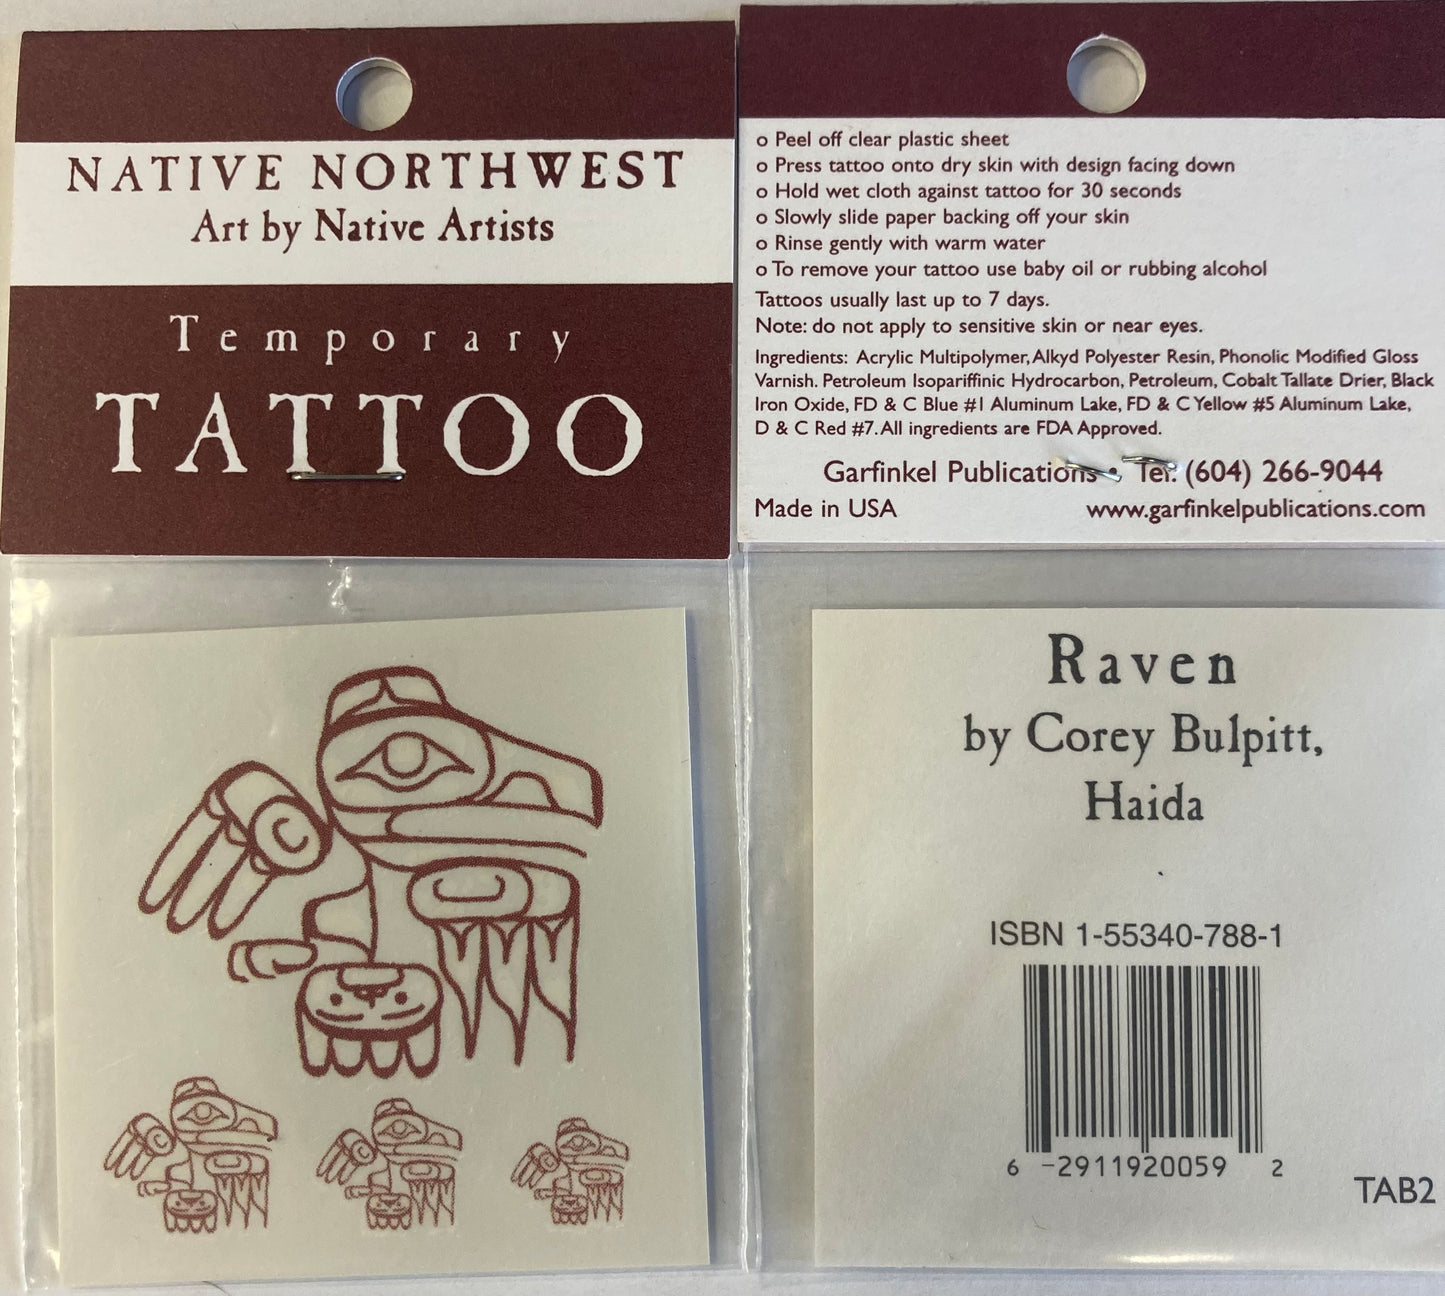 NATIVE NORTHWEST
Art by Native Artists
Temporary
TATTOO
o Peel off clear plastic sheet
o Press tattoo onto dry skin with design facing down
o Hold wet cloth against tattoo for 30 seconds
o Slowly slide paper backing off your skin
o Rinse gently with warm water
o To remove your tattoo use baby oil or rubbing alcohol
Tattoos usually last up to 7 days.
Note: do not apply to sensitive skin or near eyes.
Ingredients: Acrylic Multipolymer, Alkyd Polyester Resin, Phonolic Modified Gloss
Varnish. Petroleum Isopariffinic Hydrocarbon, Petroleum, Cobalt Tallate Drier, Black
Iron Oxide, FD & C Blue #1 Aluminum Lake, FD & C Yellow #5 Aluminum Lake,
D & C Red #7. All ingredients are FDA Approved.
Garfinkel Publications • Tel: (604) 266-9044
Made in USA www.garfinkelpublications.com
Raven
by Corey Bulpitt,
Haida
ISBN 1-55340-788-1
6 -2911920059 2
TAB2